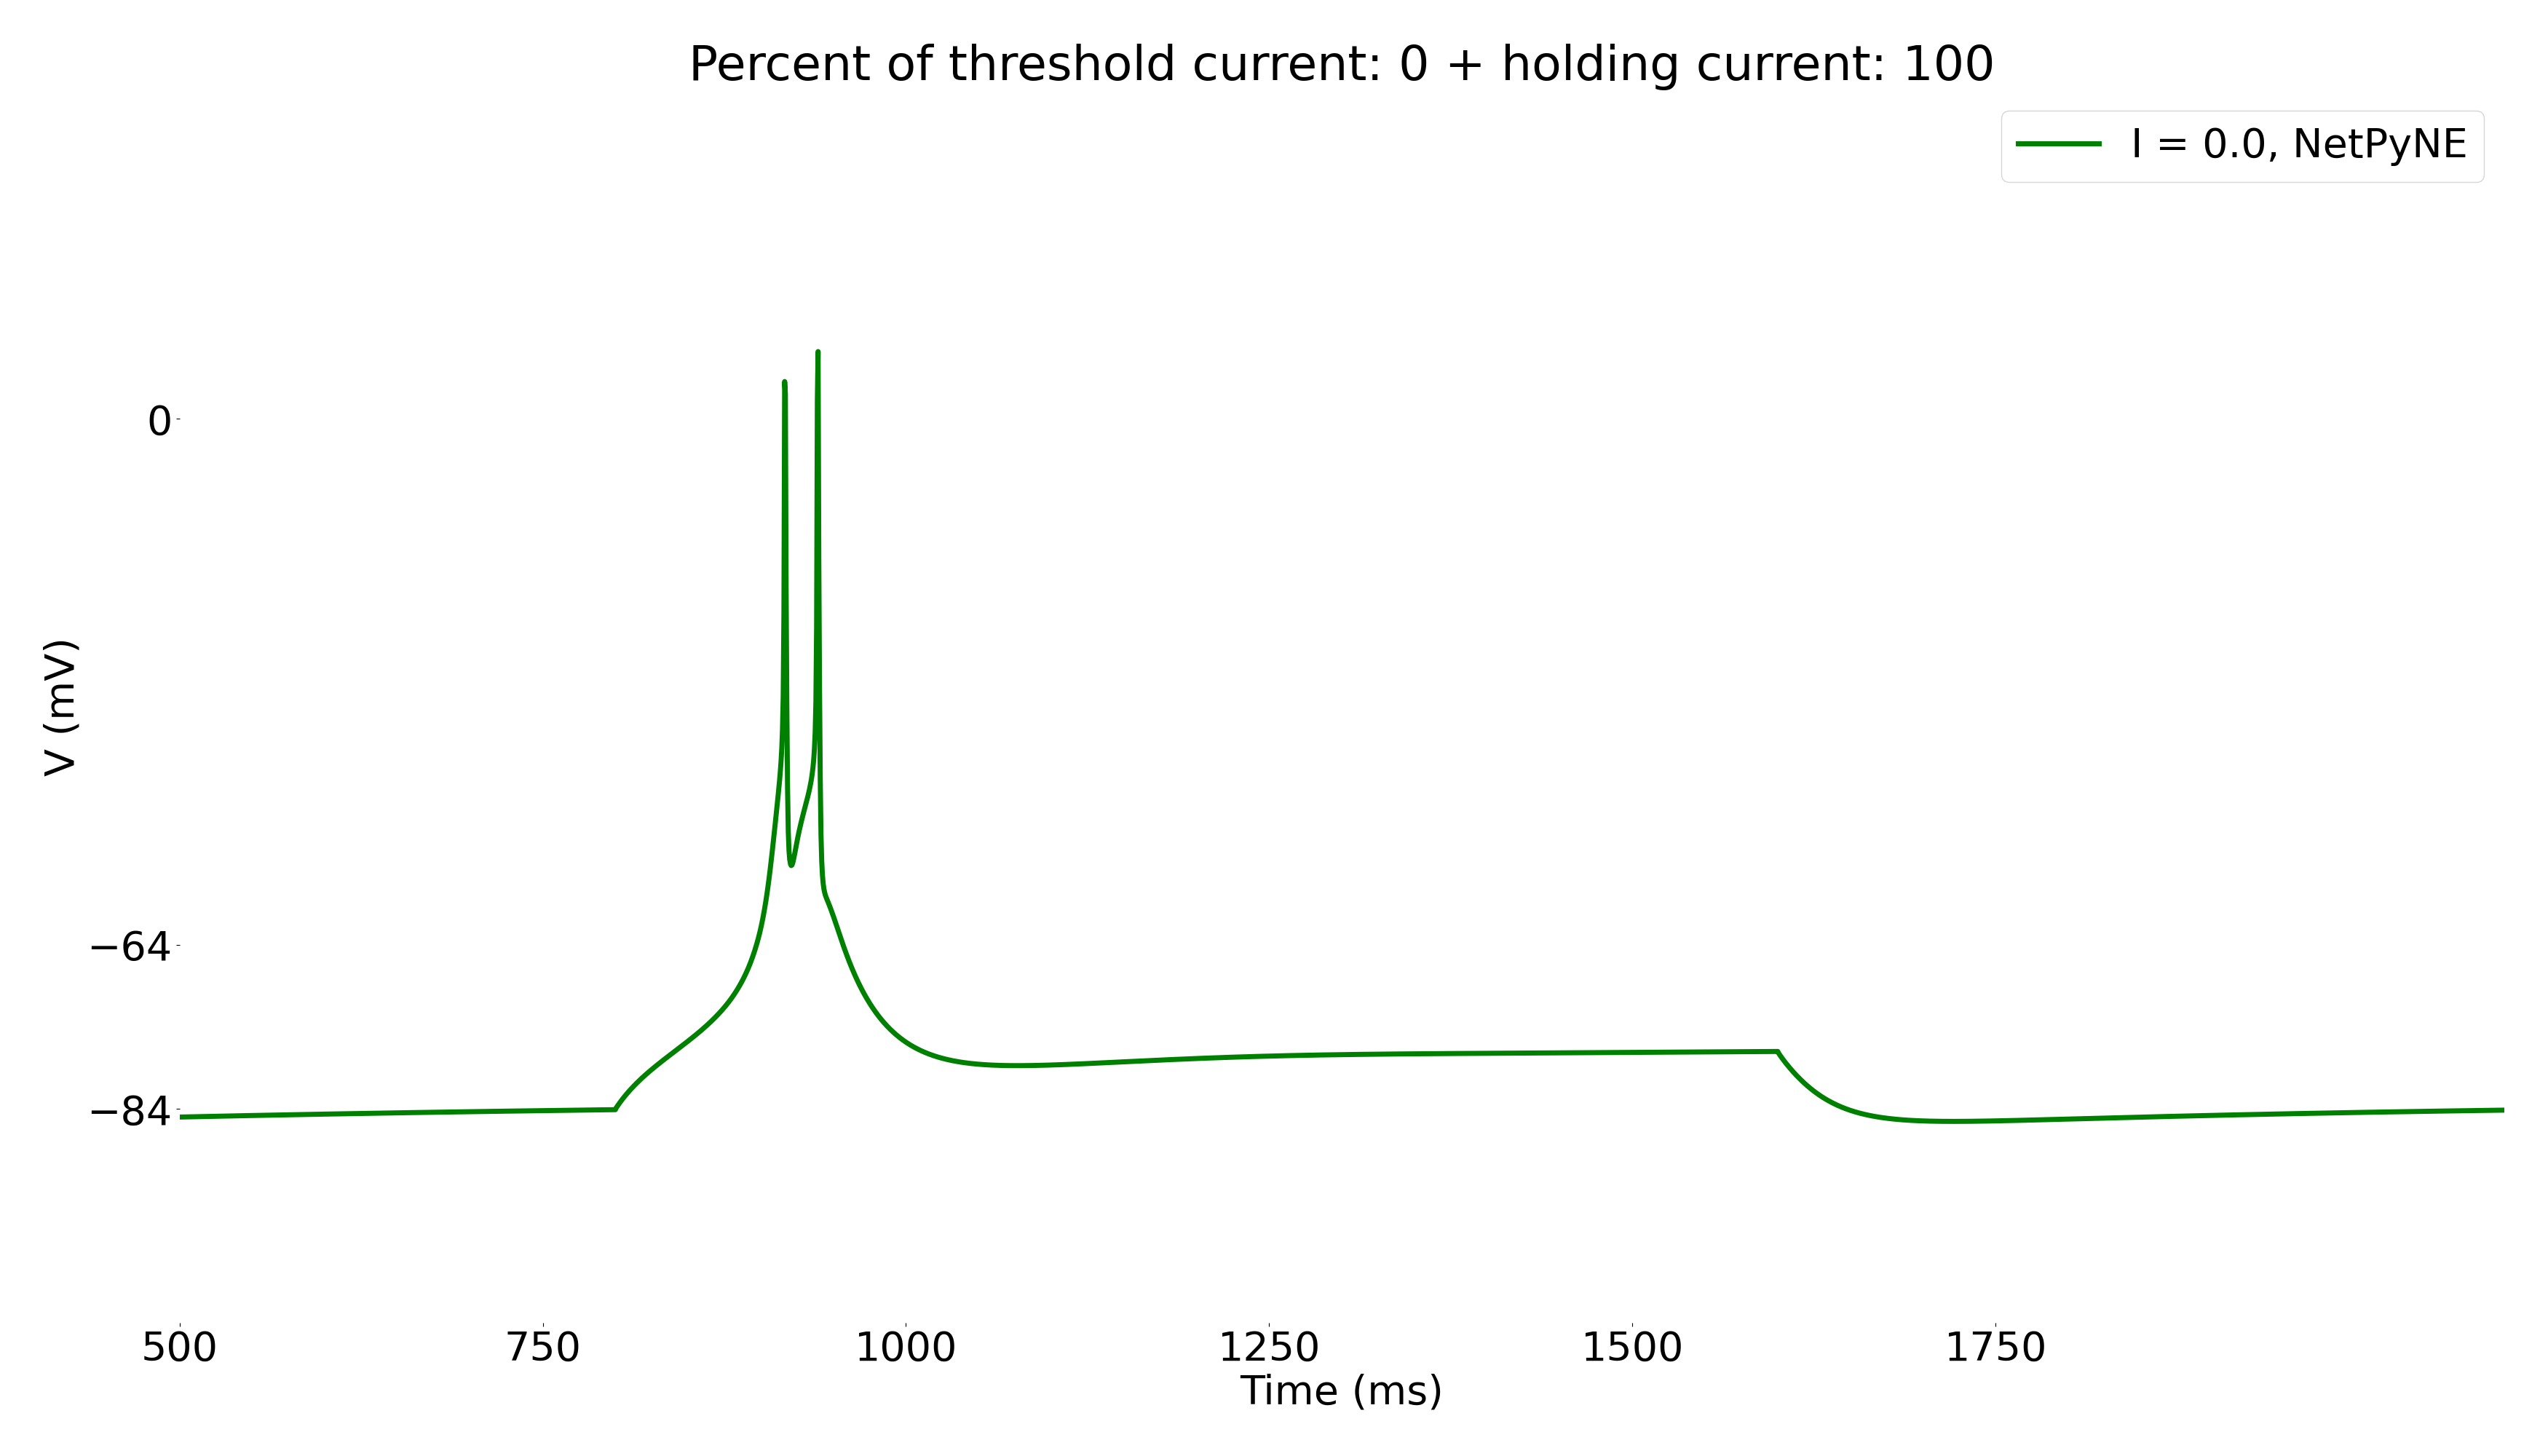 Percent of threshold current: 0 + holding current: 100
I = 0.0, NetPyNE
0
−64
−84
V (mV)
500 750 1000 1250 1500 1750
Time (ms)